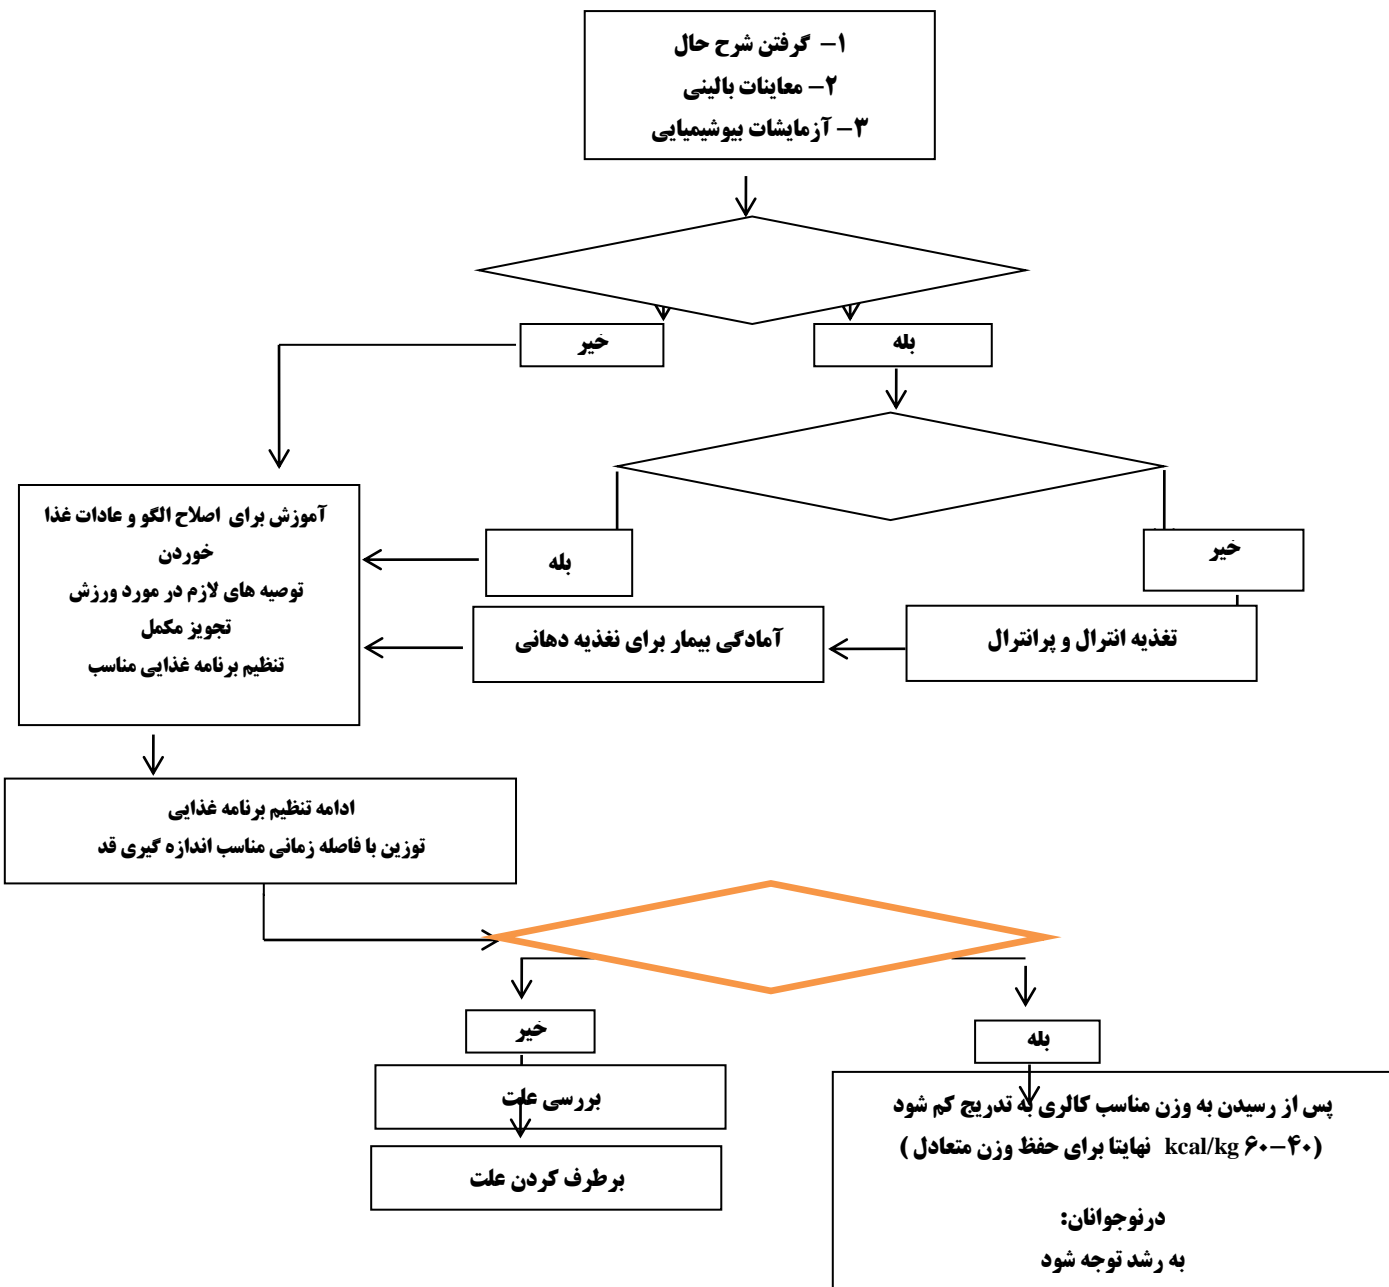 ۱- گرفتن شرح حال
۲- معاینات بالینی
۳- آزمایشات بیوشیمیایی
خیر
بله
آموزش برای اصلاح الگو و عادات غذا
خوردن
توصیه های لازم در مورد ورزش
تجویز مکمل
تنظیم برنامه غذایی مناسب
بله
خیر
آمادگی بیمار برای نغذیه دهانی
تغذیه انترال و پرانترال
ادامه تنظیم برنامه غذایی
توزین با فاصله زمانی مناسب اندازه گیری قد
خیر
بله
بررسی علت
برطرف کردن علت
پس از رسیدن به وزن مناسب کالری به تدریج کم شود
(۴۰-۶۰ kcal/kg نهایتا برای حفظ وزن متعادل )
درنوجوانان:
به رشد توجه شود